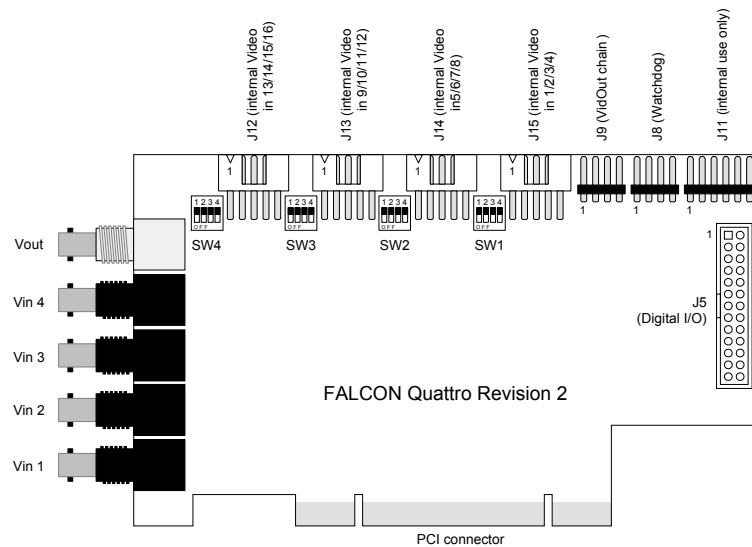 J12 (internal Video
in 13/14/15/16)
J13 (internal Video
in 9/10/11/12)
J14 (internal Video
in5/6/7/8)
J15 (internal Video
in 1/2/3/4)
J9 (VidOut chain)
J8 (Watchdog)
J11 (internal use only)
1
1
1
1
1 2 3 4
OFF
1 2 3 4
OFF
1 2 3 4
OFF
1 2 3 4
OFF
1
1
1
SW4
SW3
SW2
SW1
Vout
1
Vin 4
J5
(Digital I/O)
Vin 3
FALCON Quattro Revision 2
Vin 2
Vin 1
PCI connector